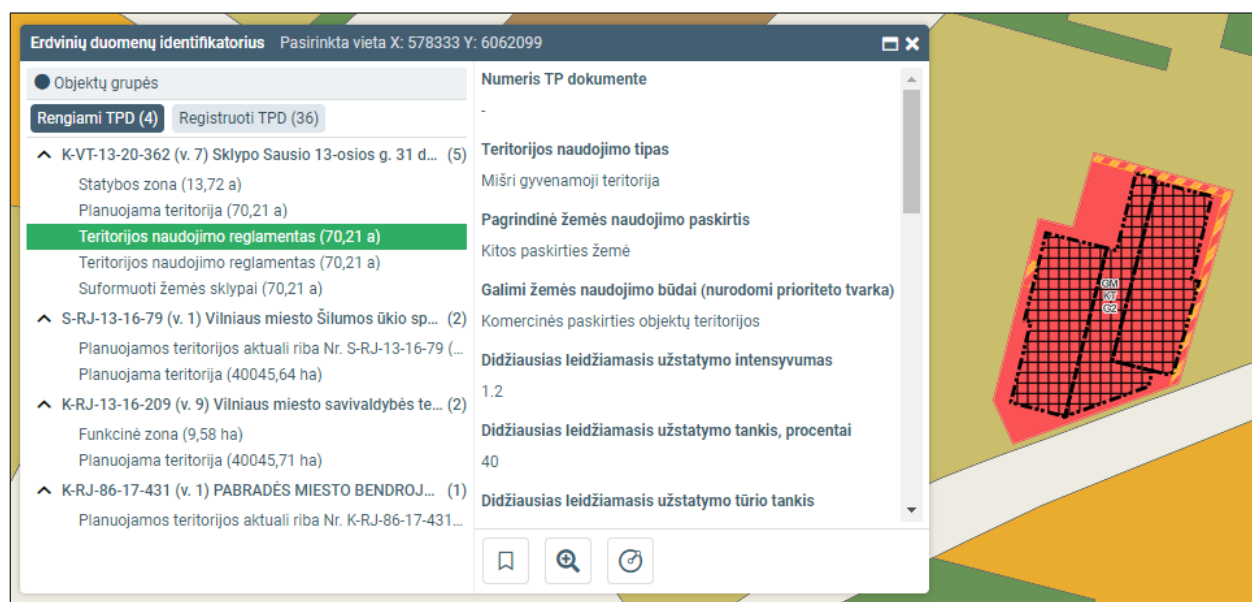 Erdvinių duomenų identifikatorius Pasirinkta vieta X: 578333 Y: 6062099
Objektų grupės
Rengiami TPD (4) Registruoti TPD (36)
K-VT-13-20-362 (v. 7) Sklypo Sausio 13-osios g. 31 d... (5)
Statybos zona (13,72 a)
Planuojama teritorija (70,21 a)
Teritorijos naudojimo reglamentas (70,21 a)
Teritorijos naudojimo reglamentas (70,21 a)
Suformuoti žemės sklypai (70,21 a)
S-RJ-13-16-79 (v. 1) Vilniaus miesto Šilumos ūkio sp... (2)
Planuojamos teritorijos aktuali riba Nr. S-RJ-13-16-79 (...
Planuojama teritorija (40045,64 ha)
K-RJ-13-16-209 (v. 9) Vilniaus miesto savivaldybės te... (2)
Funkcinė zona (9,58 ha)
Planuojama teritorija (40045,71 ha)
K-RJ-86-17-431 (v. 1) PABRADĖS MIESTO BENDROJ... (1)
Planuojamos teritorijos aktuali riba Nr. K-RJ-86-17-431...
Numeris TP dokumente
-
Teritorijos naudojimo tipas
Mišri gyvenamoji teritorija
Pagrindinė žemės naudojimo paskirtis
Kitos paskirties žemė
Galimi žemės naudojimo būdai (nurodomi prioriteto tvarka)
Komercinės paskirties objektų teritorijos
Didžiausias leidžiamasis užstatymo intensyvumas
1.2
Didžiausias leidžiamasis užstatymo tankis, procentai
40
Didžiausias leidžiamasis užstatymo tūrio tankis
GM
KT
G2